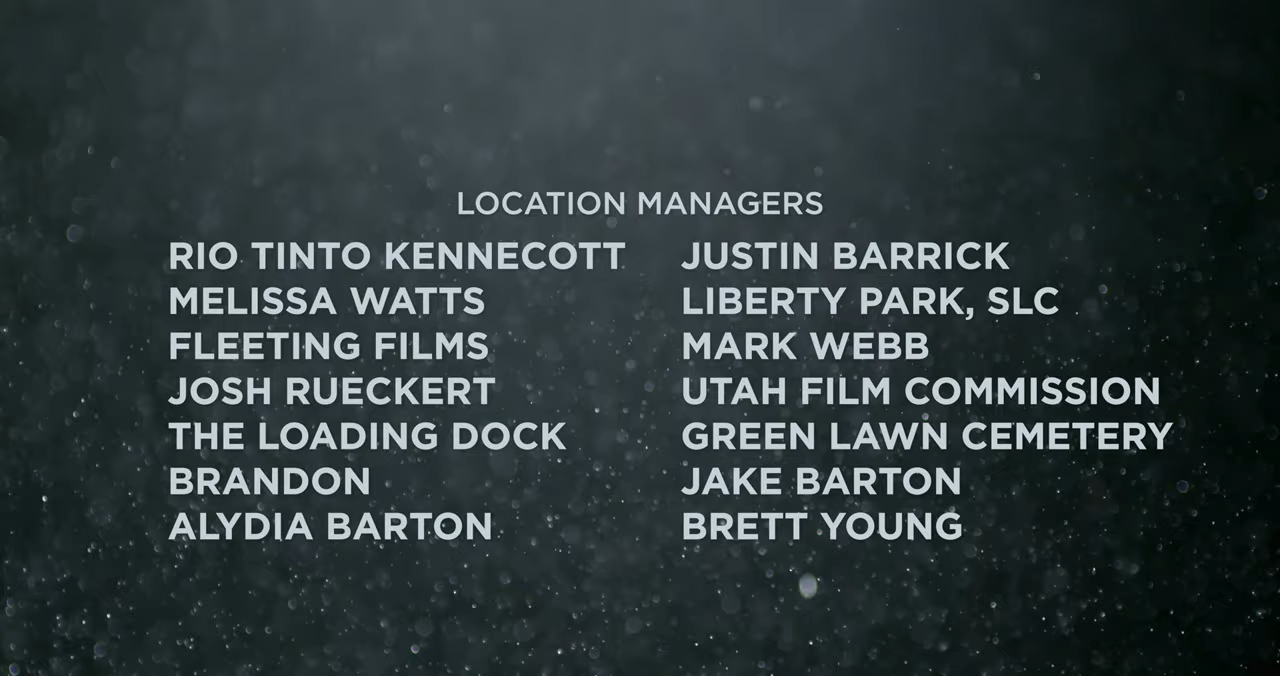 LOCATION MANAGERS
RIO TINTO KENNECOTT
MELISSA WATTS
FLEETING FILMS
JOSH RUECKERT
THE LOADING DOCK
BRANDON
ALYDIA BARTON
JUSTIN BARRICK
LIBERTY PARK, SLC
MARK WEBB
UTAH FILM COMMISSION
GREEN LAWN CEMETERY
JAKE BARTON
BRETT YOUNG